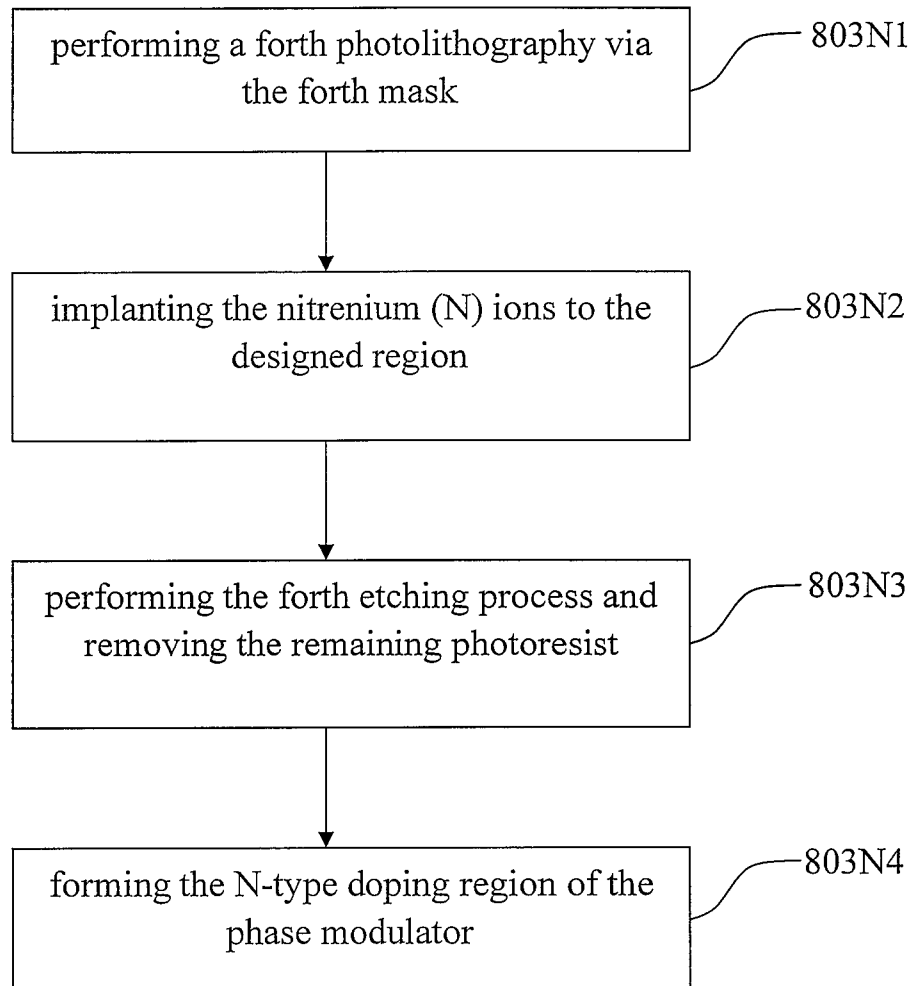 performing a forth photolithography via
the forth mask
803N1
implanting the nitrenium (N) ions to the
designed region
803N2
performing the forth etching process and
removing the remaining photoresist
803N3
forming the N-type doping region of the
phase modulator
803N4